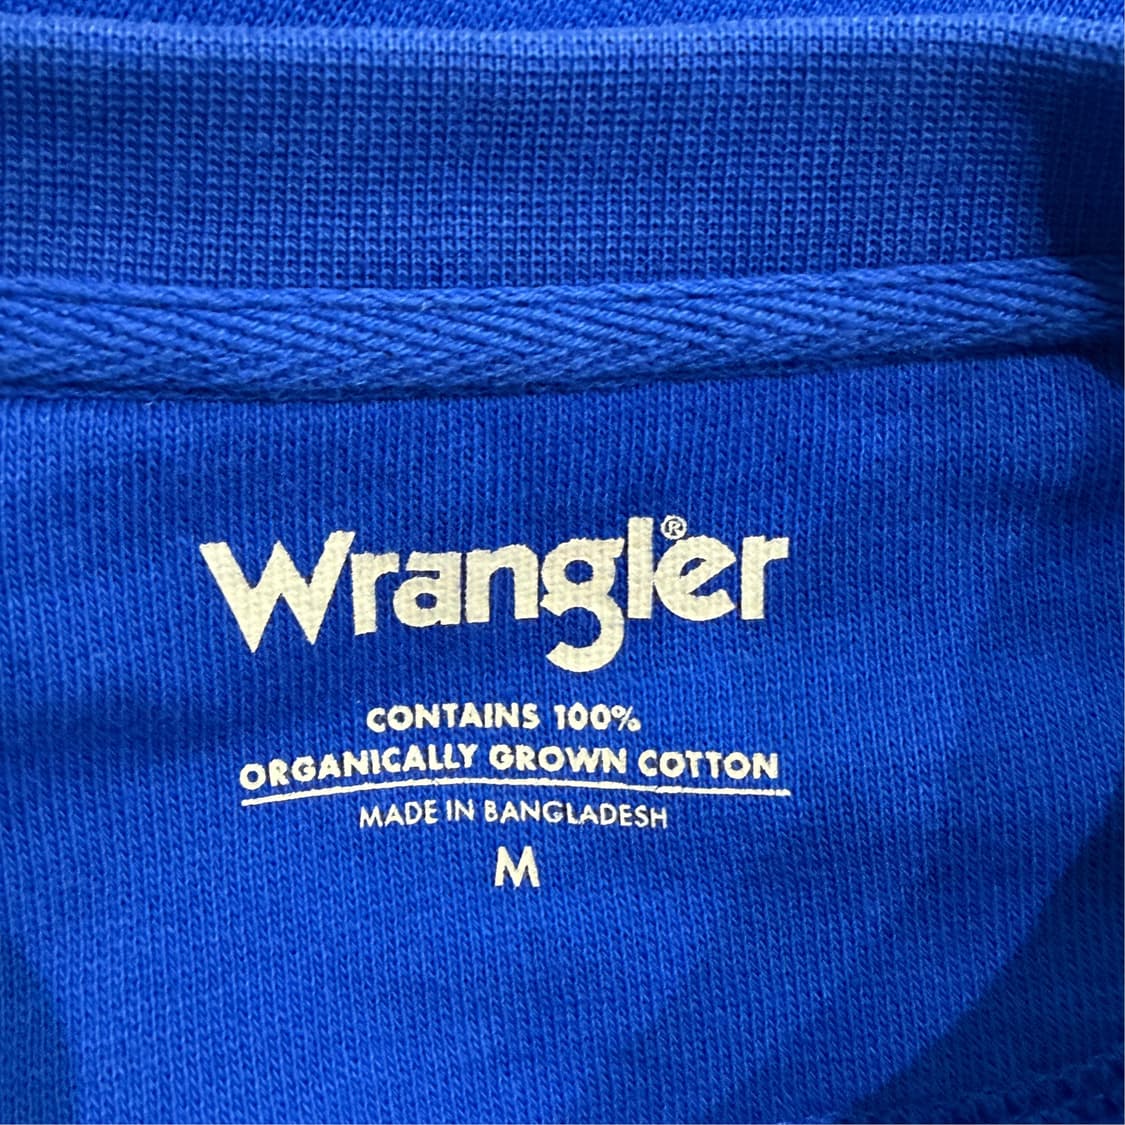 Wrangler®
CONTAINS 100%
ORGANICALLY GROWN COTTON
MADE IN BANGLADESH
M